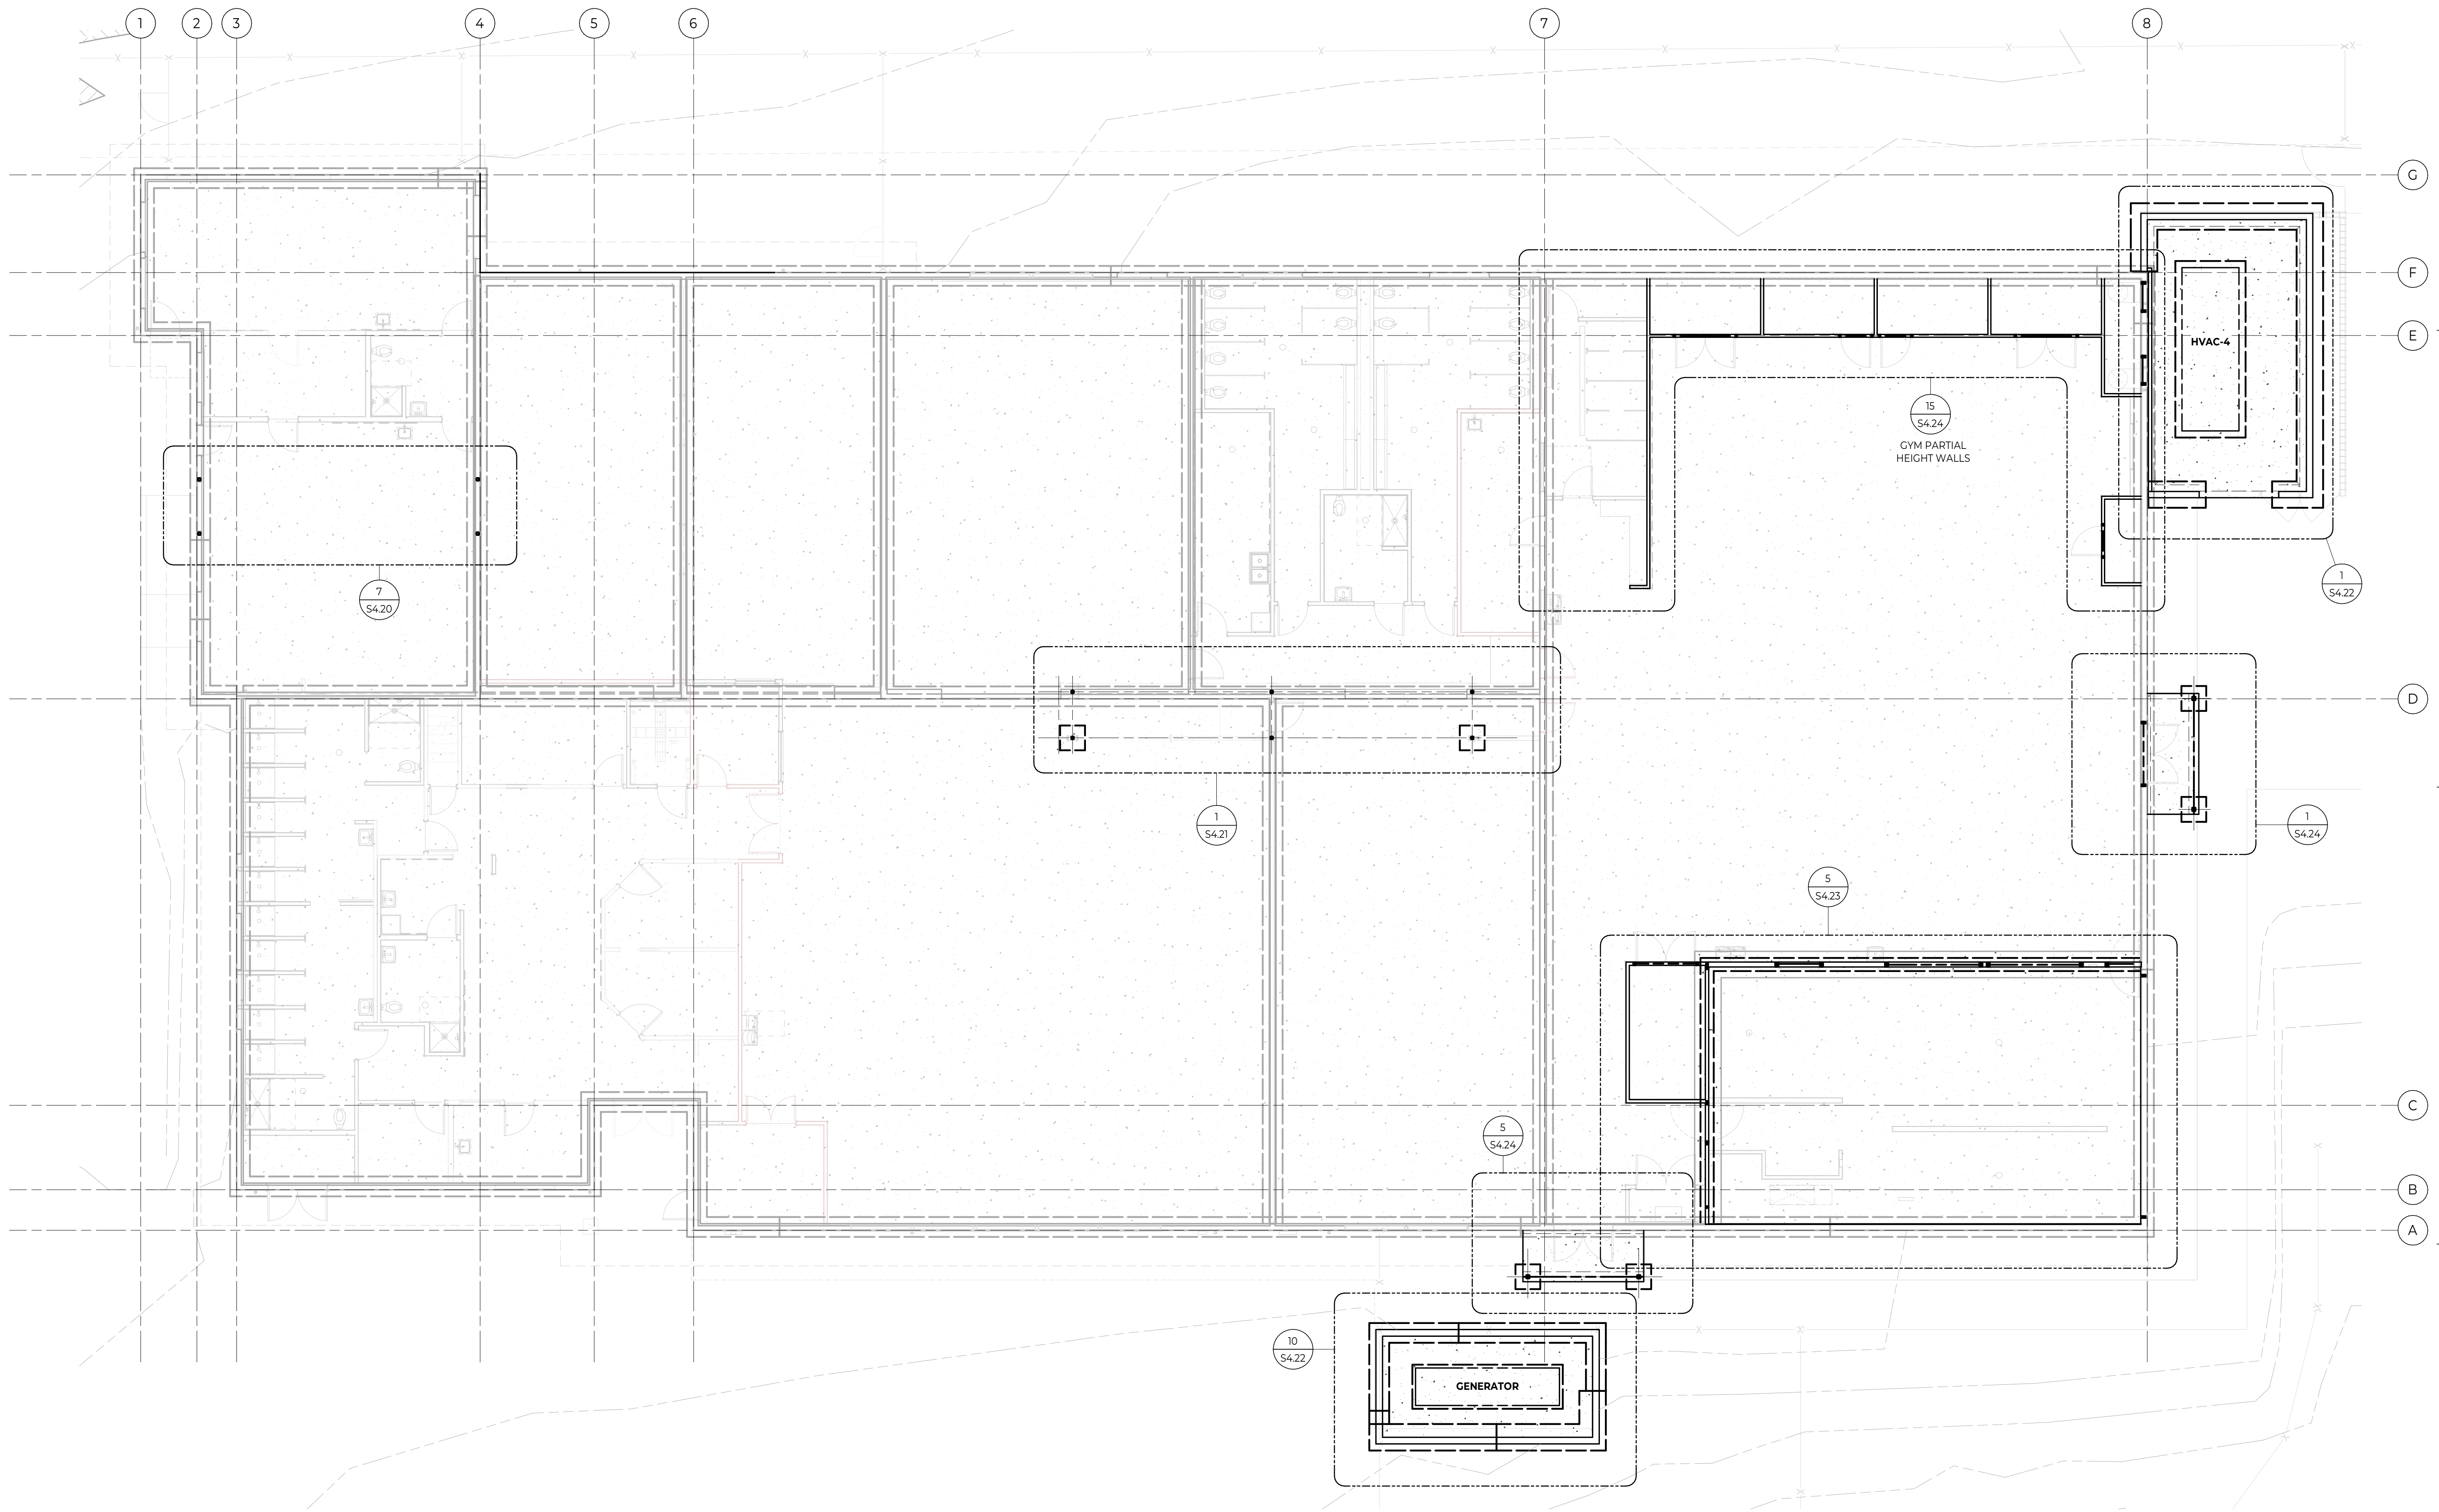 1
2
3
4
5
6
7
8
G
F
E
HVAC-4
15
S4.24
GYM PARTIAL
HEIGHT WALLS
7
S4.20
1
S4.22
D
1
S4.21
1
S4.24
5
S4.23
C
5
S4.24
B
A
10
S4.22
GENERATOR